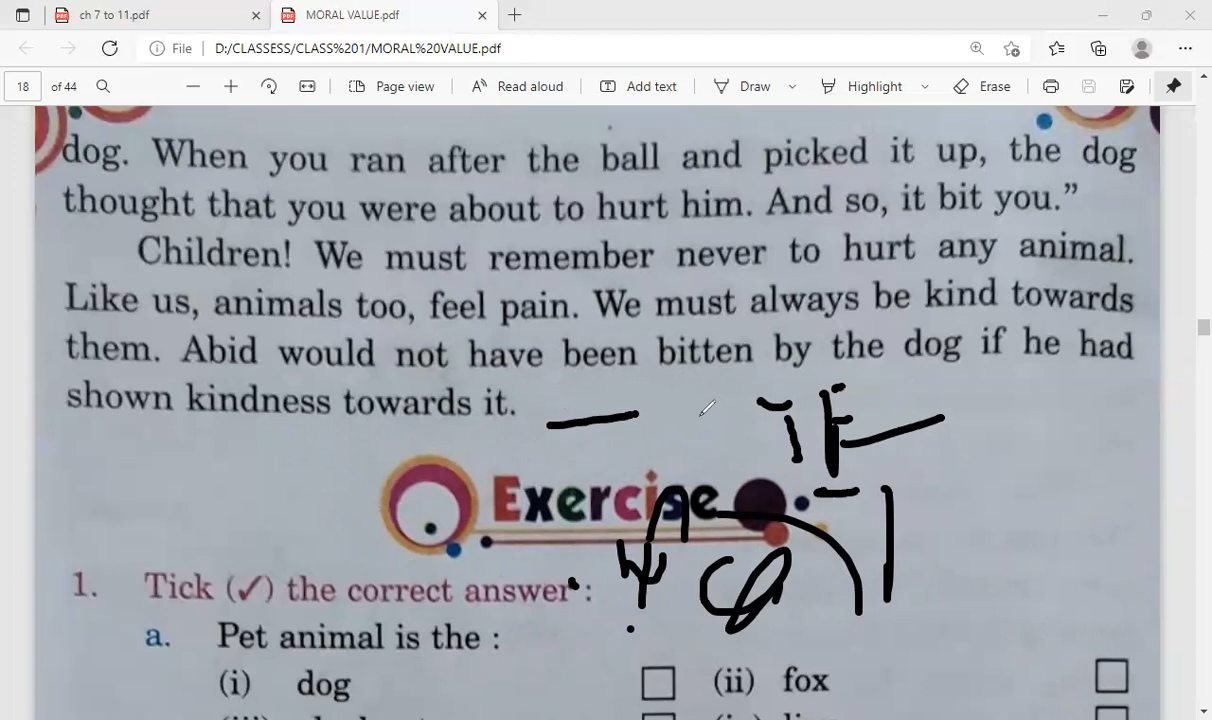 ch 7 to 11.pdf
MORAL VALUE.pdf
File D:/CLASSESS/CLASS%201/MORAL%20VALUE.pdf
18 of 44 Page view Read aloud Add text Draw Highlight Erase
dog. When you ran after the ball and picked it up, the dog
thought that you were about to hurt him. And so, it bit you.”
Children! We must remember never to hurt any animal.
Like us, animals too, feel pain. We must always be kind towards
them. Abid would not have been bitten by the dog if he had
shown kindness towards it.
Exercise
1. Tick (✓) the correct answer :
a. Pet animal is the :
(i) dog
(ii) fox